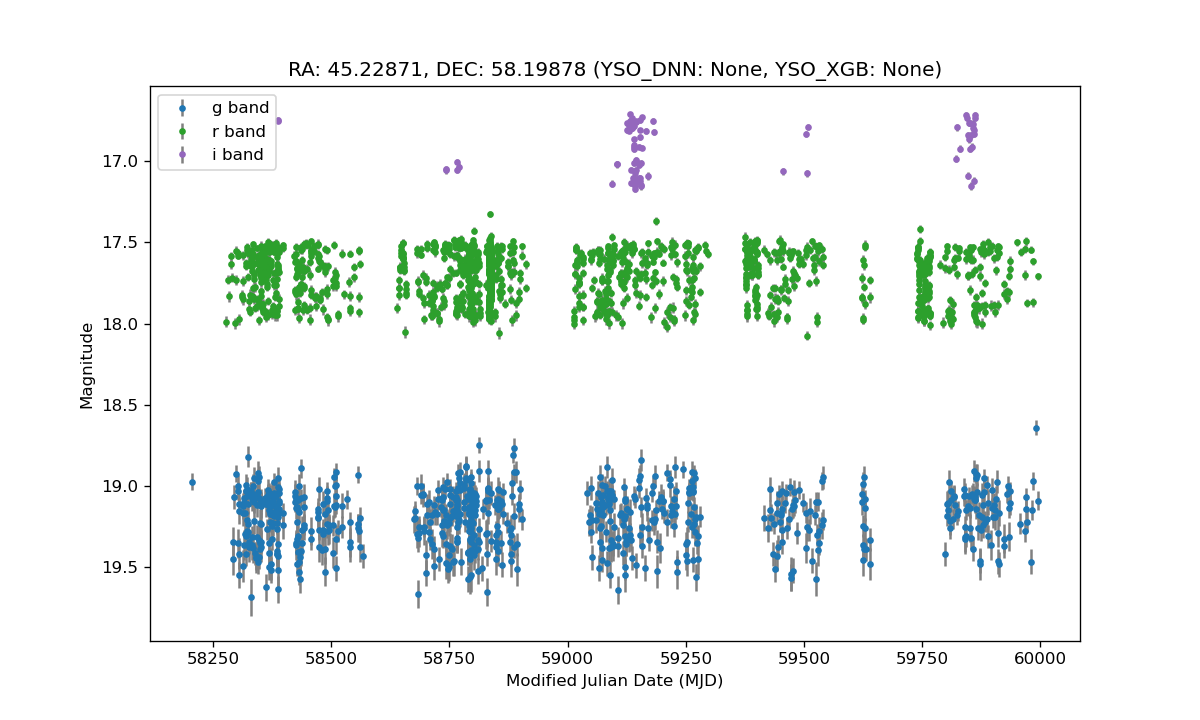 RA: 45.22871, DEC: 58.19878 (YSO_DNN: None, YSO_XGB: None)
g band
r band
i band
17.0
17.5
18.0
18.5
19.0
19.5
Magnitude
58250 58500 58750 59000 59250 59500 59750 60000
Modified Julian Date (MJD)